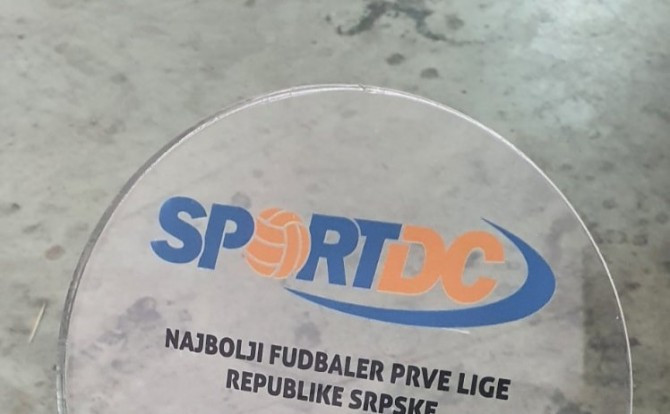 SPORTDC
NAJBOLJI FUDBALER PRVE LIGE
REPUBLIKE SRPSKE